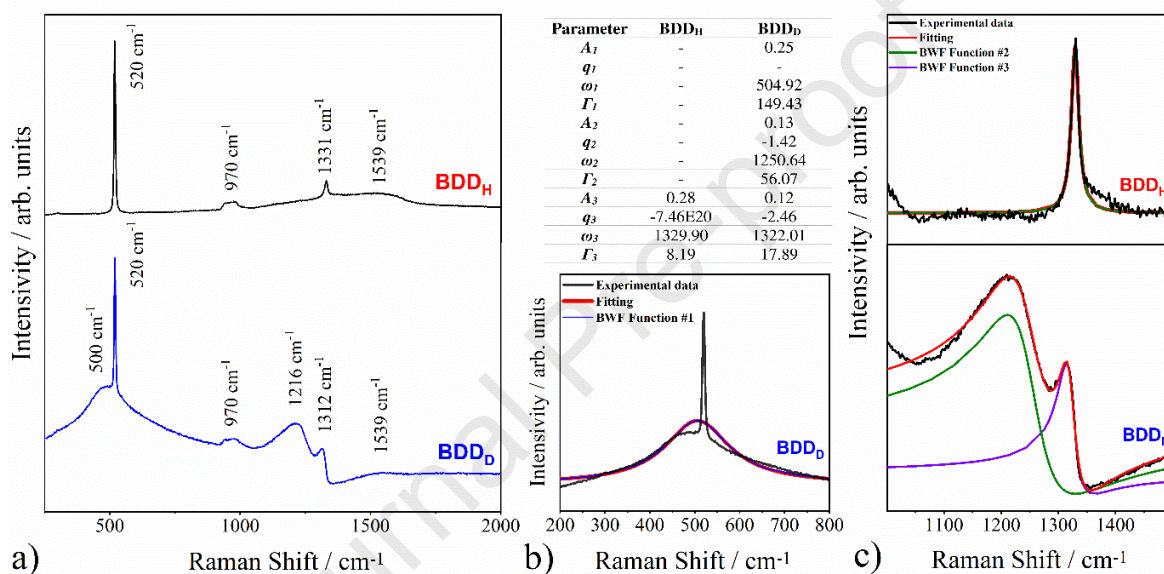 Intensivity / arb. units
520 cm-1
970 cm-1
1331 cm-1
1539 cm-1
BDDH
500 cm-1
520 cm-1
970 cm-1
1216 cm-1
1312 cm-1
1539 cm-1
BDDD
500 1000 1500 2000
Raman Shift / cm-1
a)
Parameter BDDH BDDD
A1 - 0.25
q1 - -
ω1 - 504.92
Γ1 - 149.43
A2 - 0.13
q2 - -1.42
ω2 - 1250.64
Γ2 - 56.07
A3 0.28 0.12
q3 -7.46E20 -2.46
ω3 1329.90 1322.01
Γ3 8.19 17.89
Experimental data
Fitting
BWF Function #1
BDDD
Intensivity / arb. units
200 300 400 500 600 700 800
Raman Shift / cm-1
b)
Experimental data
Fitting
BWF Function #2
BWF Function #3
BDDH
BDDD
Intensivity / arb. units
1100 1200 1300 1400
Raman Shift / cm-1
c)
urnal Pre-proof